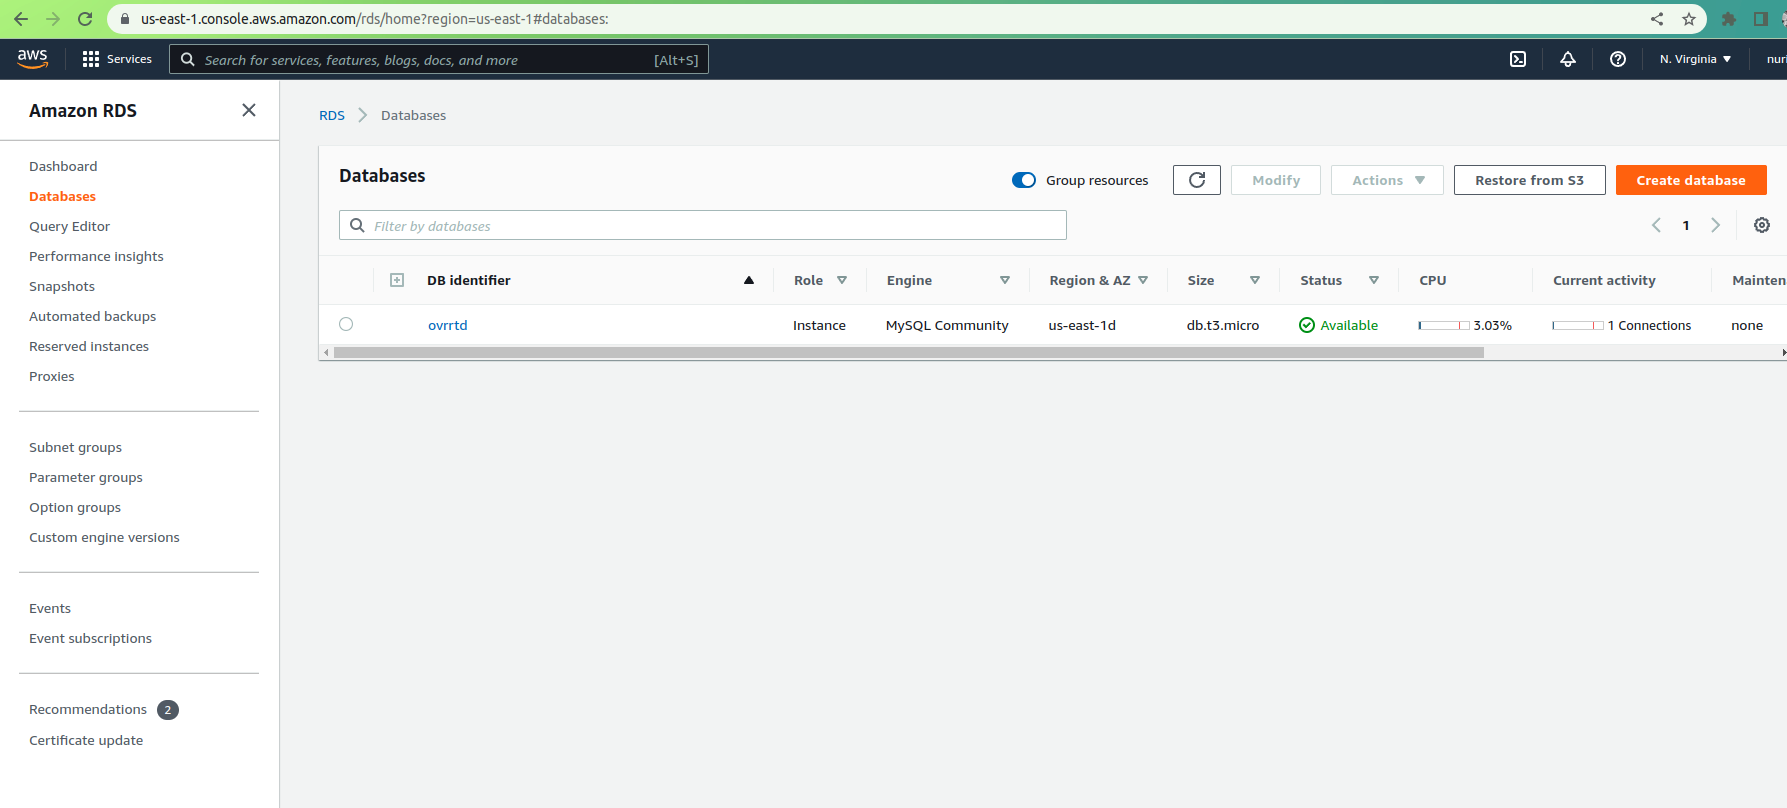 us-east-1.console.aws.amazon.com/rds/home?region=us-east-1#databases:
aws Services Search for services, features, blogs, docs, and more [Alt+S] N. Virginia
Amazon RDS
Dashboard
Databases
Query Editor
Performance insights
Snapshots
Automated backups
Reserved instances
Proxies
Subnet groups
Parameter groups
Option groups
Custom engine versions
Events
Event subscriptions
Recommendations 2
Certificate update
RDS Databases
Databases Group resources Modify Actions Restore from S3 Create database
Filter by databases 1
DB identifier Role Engine Region & AZ Size Status CPU Current activity Mainten
ovrrtd Instance MySQL Community us-east-1d db.t3.micro Available 3.03% 1 Connections none